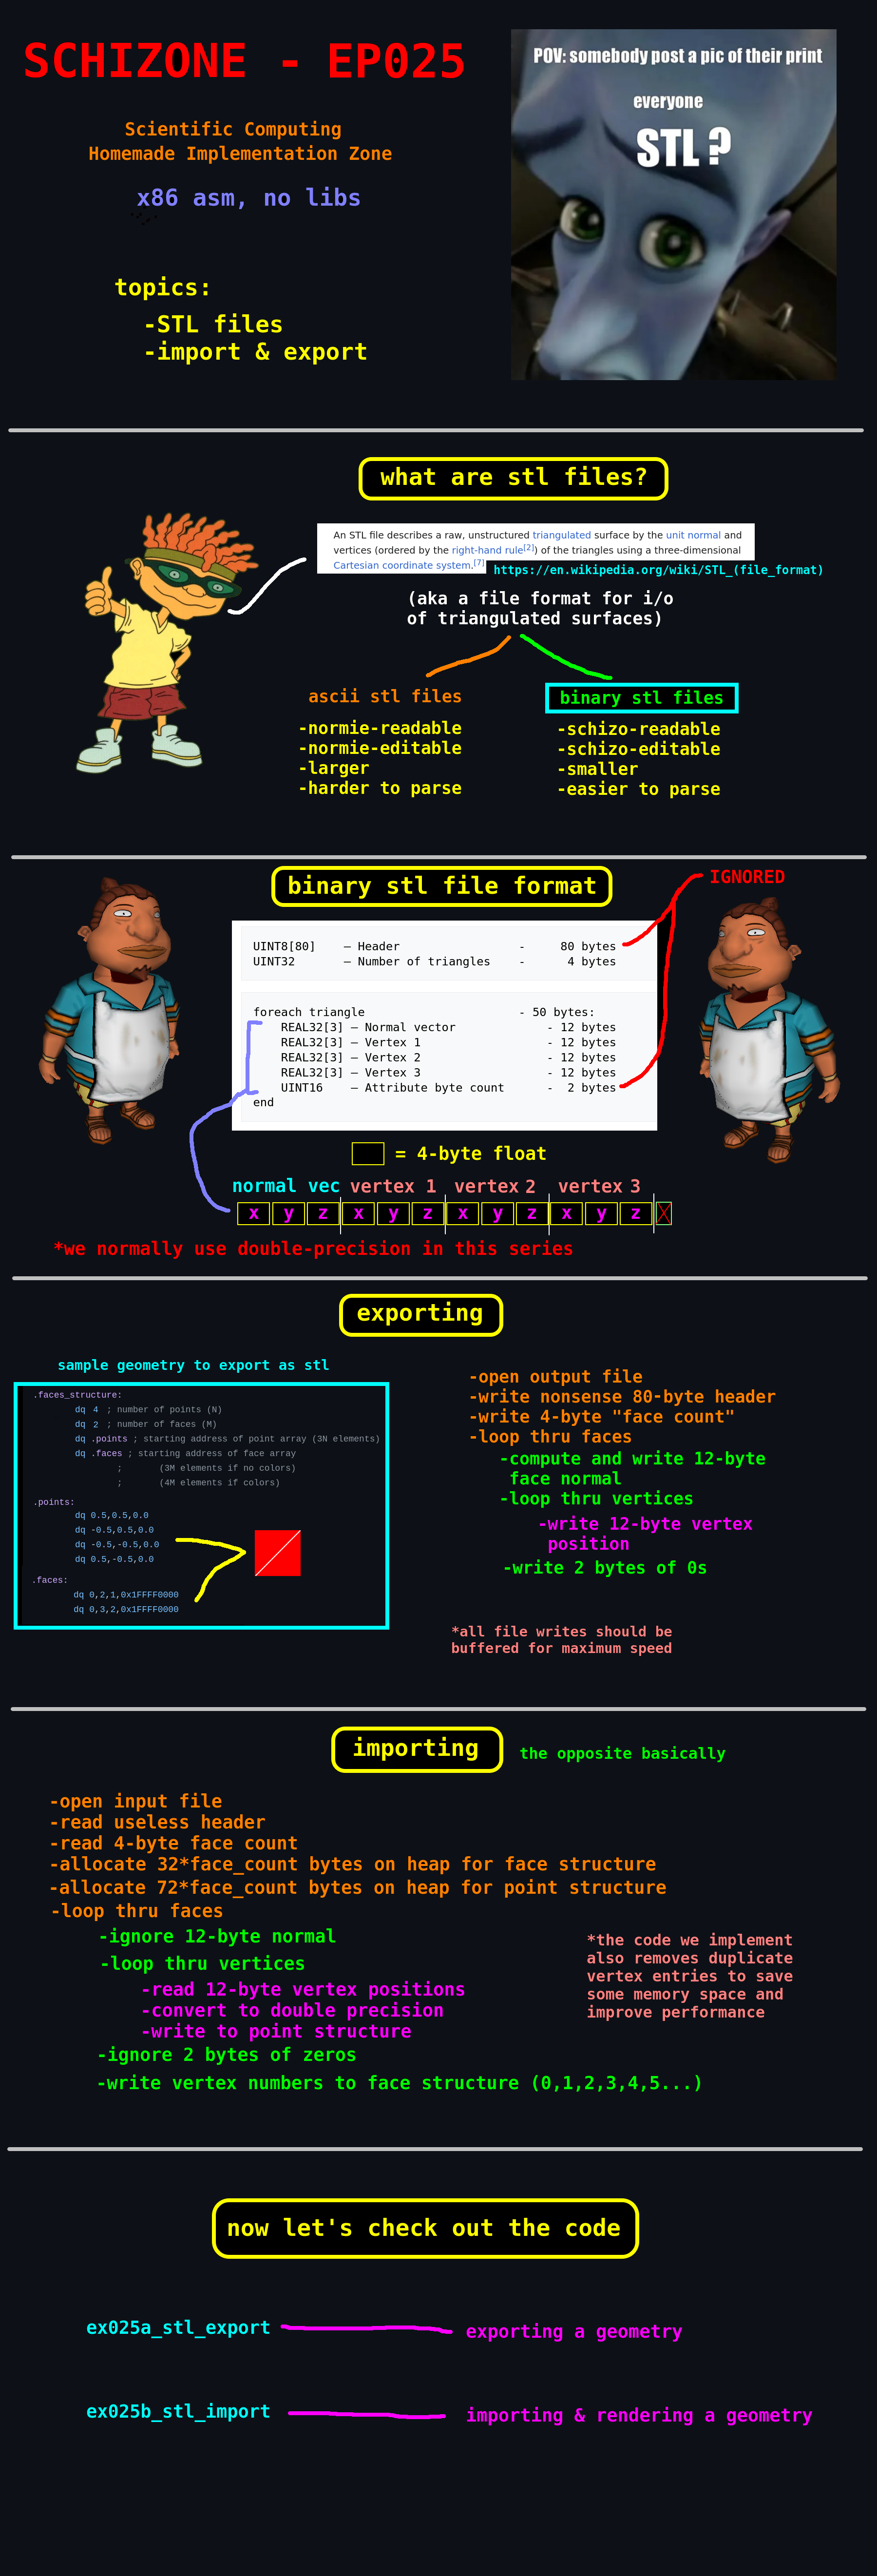 SCHIZONE - EP025
Scientific Computing
Homemade Implementation Zone
x86 asm, no libs
topics:
-STL files
-import & export
POV: somebody post a pic of their print
everyone
STL ?
what are stl files?
An STL file describes a raw, unstructured triangulated surface by the unit normal and
vertices (ordered by the right-hand rule[2]) of the triangles using a three-dimensional
Cartesian coordinate system.[7]
https://en.wikipedia.org/wiki/STL_(file_format)
(aka a file format for i/o
of triangulated surfaces)
ascii stl files
-normie-readable
-normie-editable
-larger
-harder to parse
binary stl files
-schizo-readable
-schizo-editable
-smaller
-easier to parse
binary stl file format
IGNORED
UINT8[80] – Header - 80 bytes
UINT32 – Number of triangles - 4 bytes
foreach triangle - 50 bytes:
REAL32[3] – Normal vector - 12 bytes
REAL32[3] – Vertex 1 - 12 bytes
REAL32[3] – Vertex 2 - 12 bytes
REAL32[3] – Vertex 3 - 12 bytes
UINT16 – Attribute byte count - 2 bytes
end
= 4-byte float
normal vec vertex 1 vertex 2 vertex 3
x y z x y z x y z x y z
*we normally use double-precision in this series
exporting
sample geometry to export as stl
.faces_structure:
dq 4 ; number of points (N)
dq 2 ; number of faces (M)
dq .points ; starting address of point array (3N elements)
dq .faces ; starting address of face array
; (3M elements if no colors)
; (4M elements if colors)
.points:
dq 0.5,0.5,0.0
dq -0.5,0.5,0.0
dq -0.5,-0.5,0.0
dq 0.5,-0.5,0.0
.faces:
dq 0,2,1,0x1FFFF0000
dq 0,3,2,0x1FFFF0000
-open output file
-write nonsense 80-byte header
-write 4-byte "face count"
-loop thru faces
-compute and write 12-byte
face normal
-loop thru vertices
-write 12-byte vertex
position
-write 2 bytes of 0s
*all file writes should be
buffered for maximum speed
importing
the opposite basically
-open input file
-read useless header
-read 4-byte face count
-allocate 32*face_count bytes on heap for face structure
-allocate 72*face_count bytes on heap for point structure
-loop thru faces
-ignore 12-byte normal
-loop thru vertices
-read 12-byte vertex positions
-convert to double precision
-write to point structure
-ignore 2 bytes of zeros
-write vertex numbers to face structure (0,1,2,3,4,5...)
*the code we implement
also removes duplicate
vertex entries to save
some memory space and
improve performance
now let's check out the code
ex025a_stl_export
exporting a geometry
ex025b_stl_import
importing & rendering a geometry